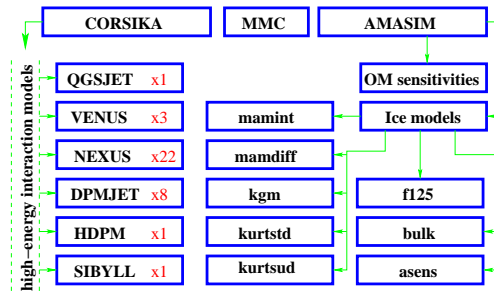 CORSIKA MMC AMASIM
high-energy interaction models
QGSJET x1 OM sensitivities
VENUS x3 mamint Ice models
NEXUS x22 mamdiff
DPMJET x8 kgm f125
HDPM x1 kurtstd bulk
SIBYLL x1 kurtsud asens